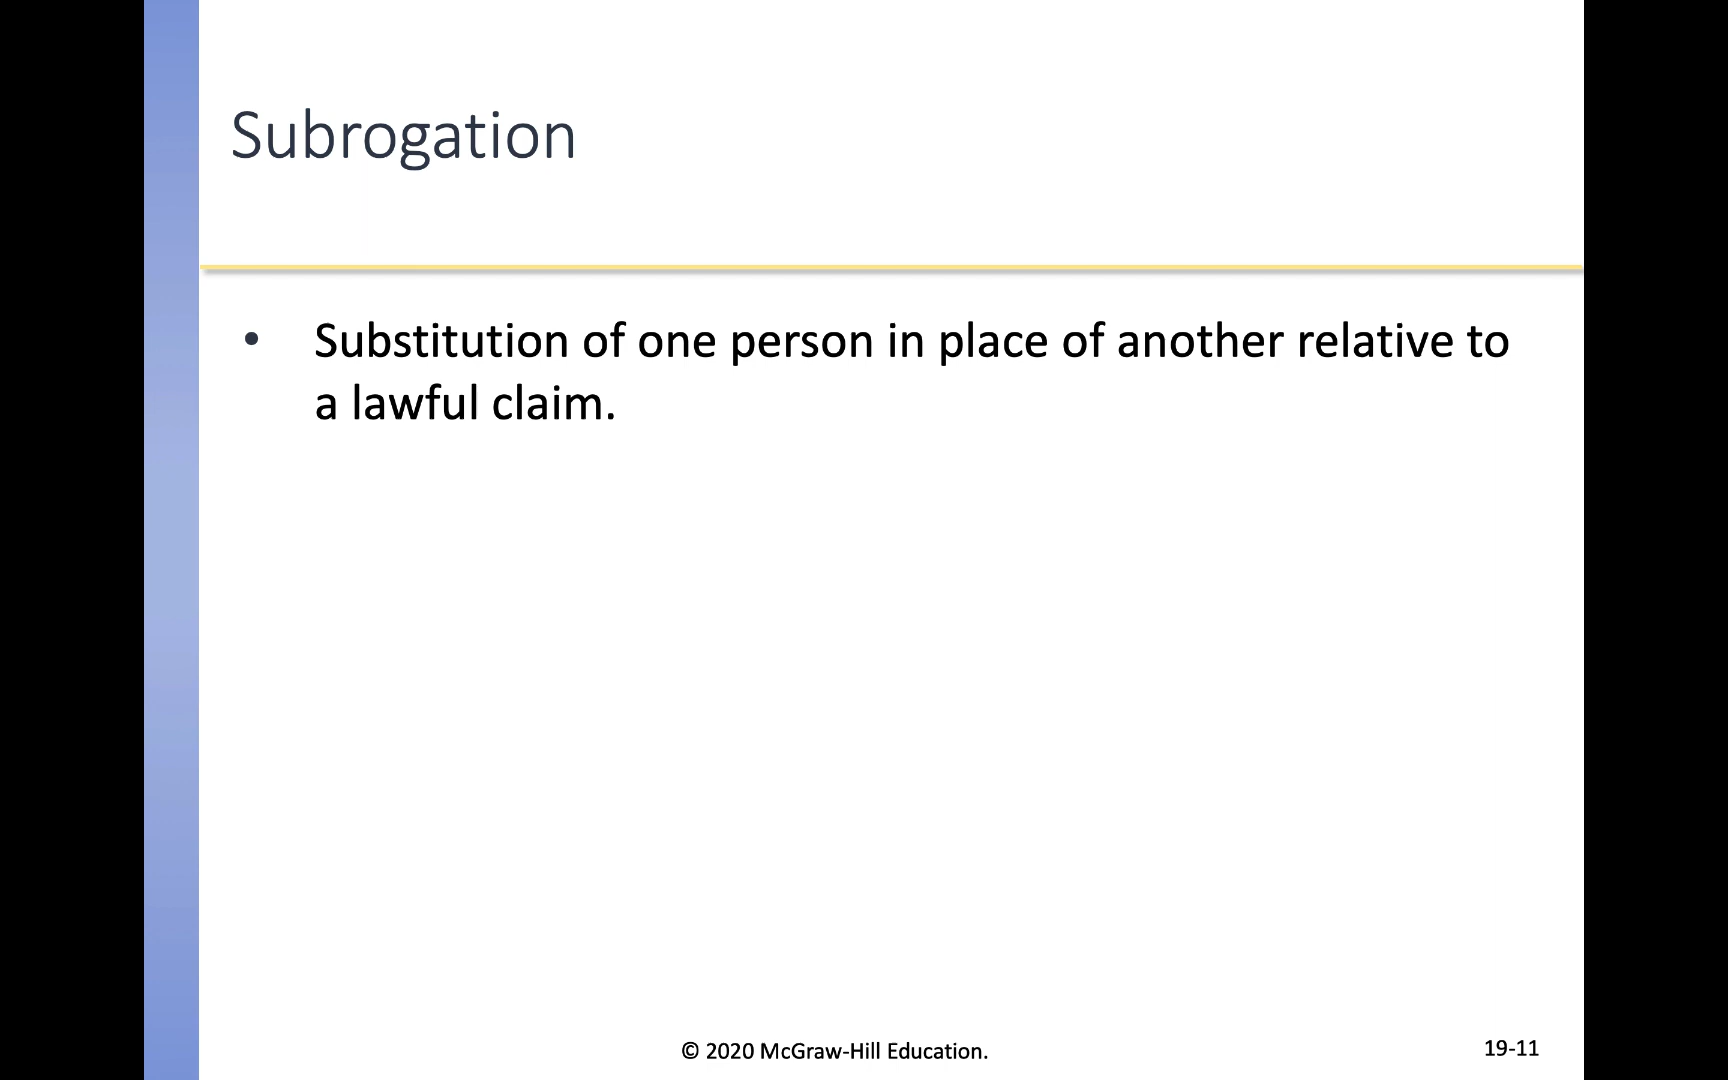 Subrogation
• Substitution of one person in place of another relative to
a lawful claim.
© 2020 McGraw-Hill Education.
19-11